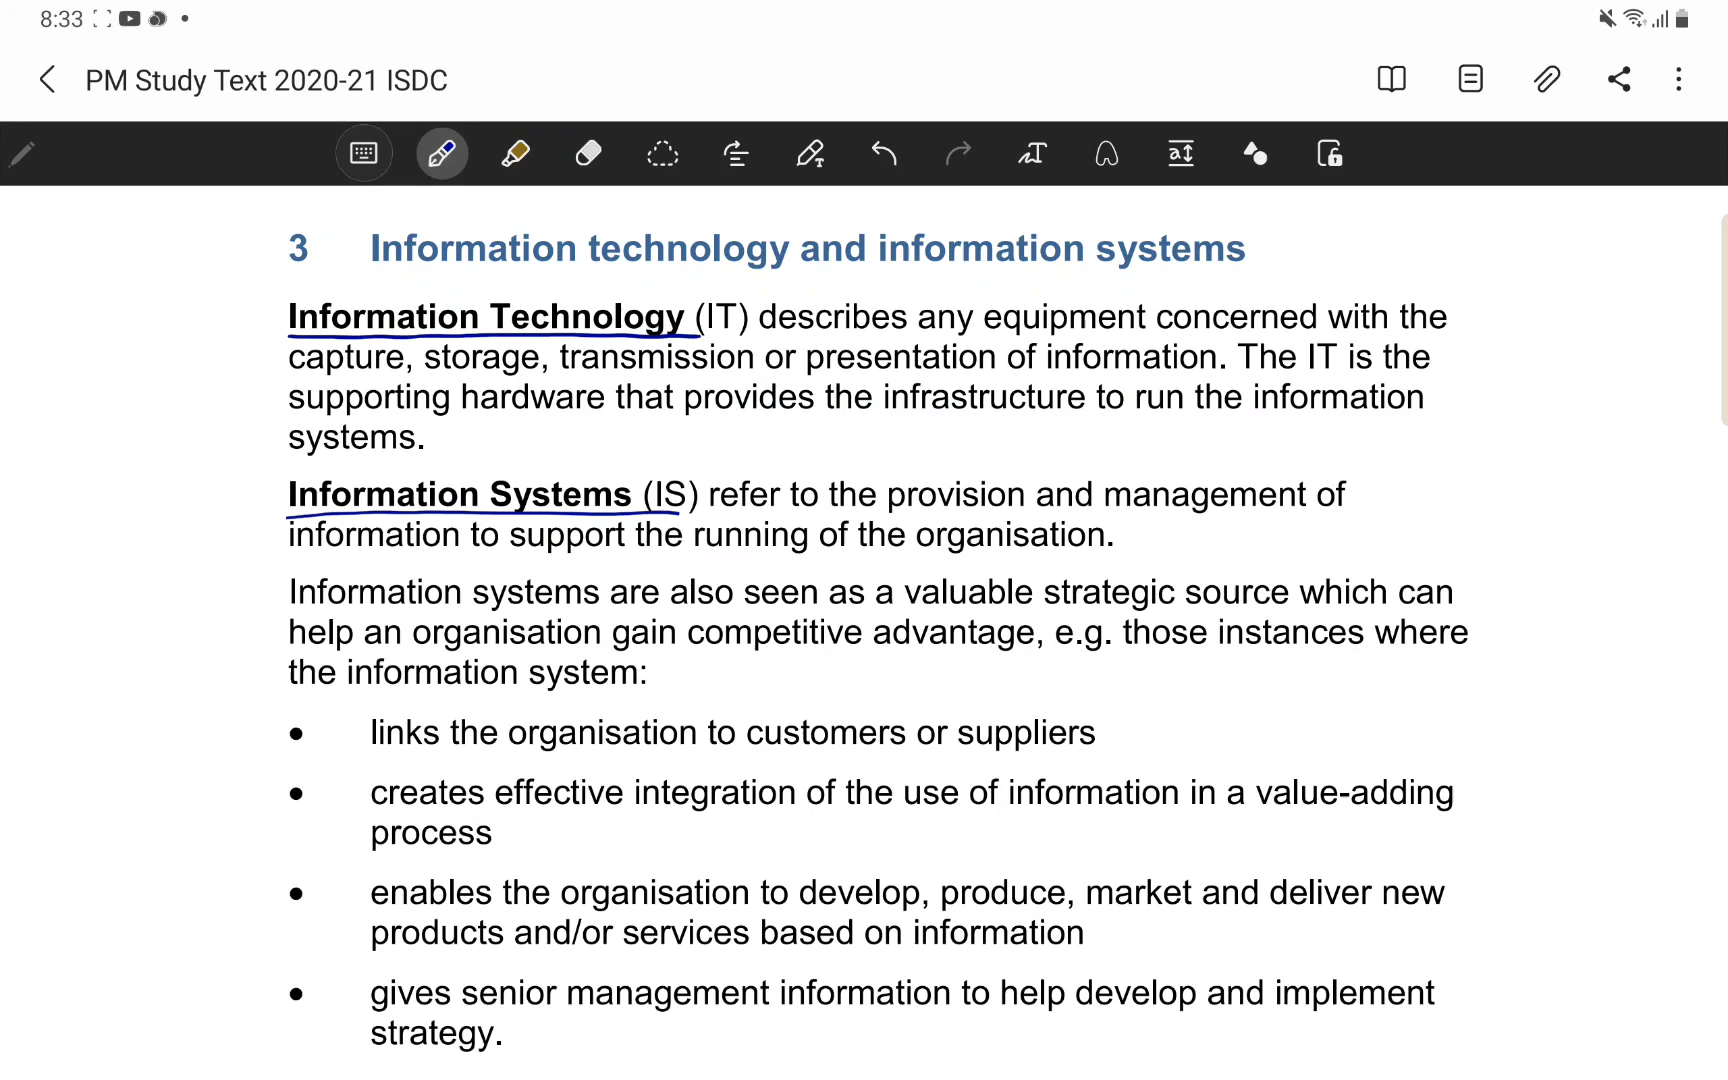 8:33
PM Study Text 2020-21 ISDC
3 Information technology and information systems
Information Technology (IT) describes any equipment concerned with the
capture, storage, transmission or presentation of information. The IT is the
supporting hardware that provides the infrastructure to run the information
systems.
Information Systems (IS) refer to the provision and management of
information to support the running of the organisation.
Information systems are also seen as a valuable strategic source which can
help an organisation gain competitive advantage, e.g. those instances where
the information system:
• links the organisation to customers or suppliers
• creates effective integration of the use of information in a value-adding
process
• enables the organisation to develop, produce, market and deliver new
products and/or services based on information
• gives senior management information to help develop and implement
strategy.